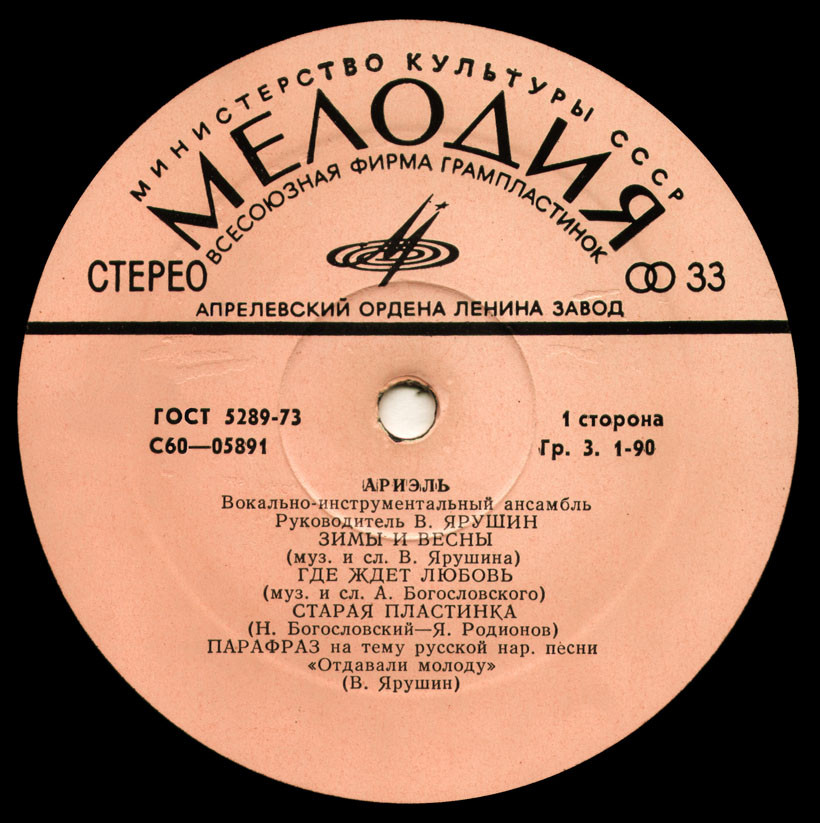 МИНИСТЕРСТВО КУЛЬТУРЫ СССР
МЕЛОДИЯ
ВСЕСОЮЗНАЯ ФИРМА ГРАМПЛАСТИНОК
СТЕРЕО
33
АПРЕЛЕВСКИЙ ОРДЕНА ЛЕНИНА ЗАВОД
ГОСТ 5289-73
1 сторона
С60—05891
Гр. 3. 1-90
АРИЭЛЬ
Вокально-инструментальный ансамбль
Руководитель В. ЯРУШИН
ЗИМЫ И ВЕСНЫ
(муз. и сл. В. Ярушина)
ГДЕ ЖДЕТ ЛЮБОВЬ
(муз. и сл. А. Богословского)
СТАРАЯ ПЛАСТИНКА
(Н. Богословский—Я. Родионов)
ПАРАФРАЗ на тему русской нар. песни
«Отдавали молоду»
(В. Ярушин)